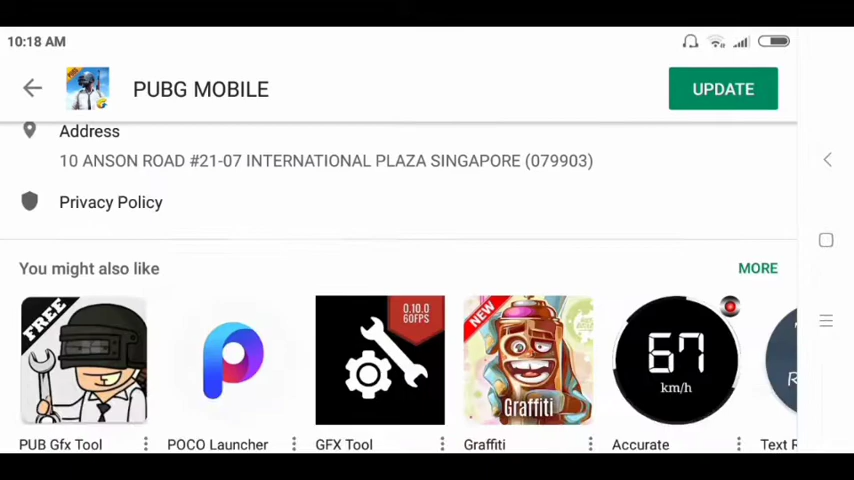 10:18 AM
PUBG MOBILE
UPDATE
Address
10 ANSON ROAD #21-07 INTERNATIONAL PLAZA SINGAPORE (079903)
Privacy Policy
You might also like
MORE
FREE
0.10.0
60FPS
NEW
Graffiti
67
km/h
R
PUB Gfx Tool
POCO Launcher
GFX Tool
Graffiti
Accurate
Text R